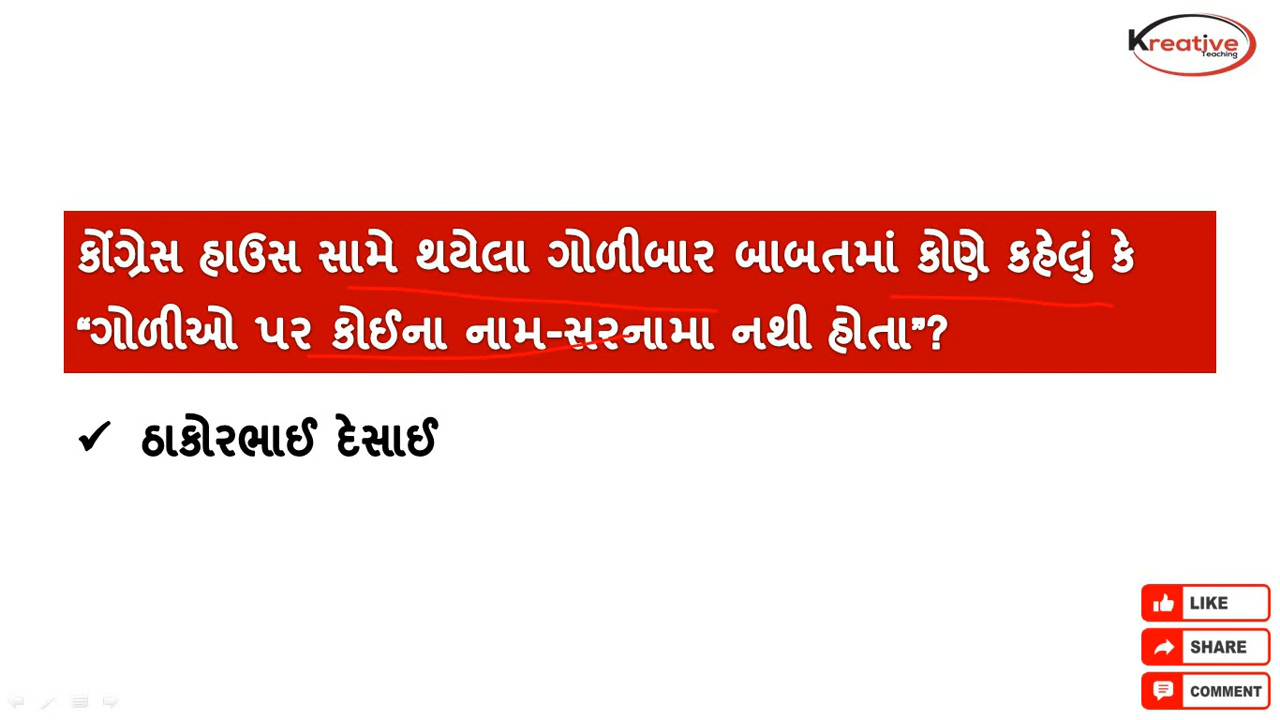 Kreative
Teaching
કોંગ્રેસ હાઉસ સામે થયેલા ગોળીબાર બાબતમાં કોણે કહેલું કે
“ગોળીઓ પર કોઈના નામ-સરનામા નથી હોતા”?
✓ ઠાકોરભાઈ દેસાઈ
LIKE
SHARE
COMMENT